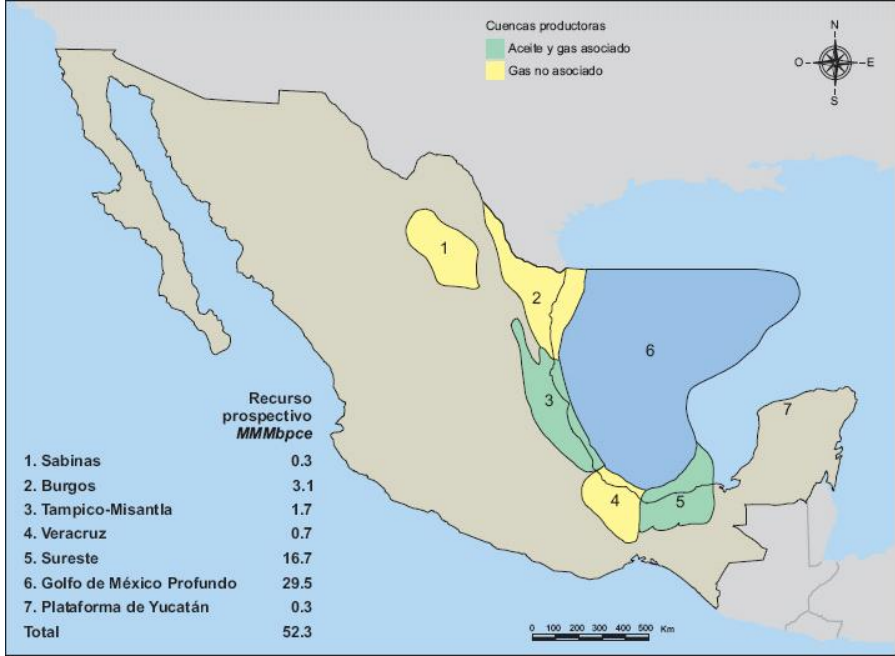 Cuencas productoras
Aceite y gas asociado
Gas no asociado
N
O
E
S
1
2
3
4
5
6
7
Recurso
prospectivo
MMMbpce
1. Sabinas 0.3
2. Burgos 3.1
3. Tampico-Misantla 1.7
4. Veracruz 0.7
5. Sureste 16.7
6. Golfo de México Profundo 29.5
7. Plataforma de Yucatán 0.3
Total 52.3
0 100 200 300 400 500 Km